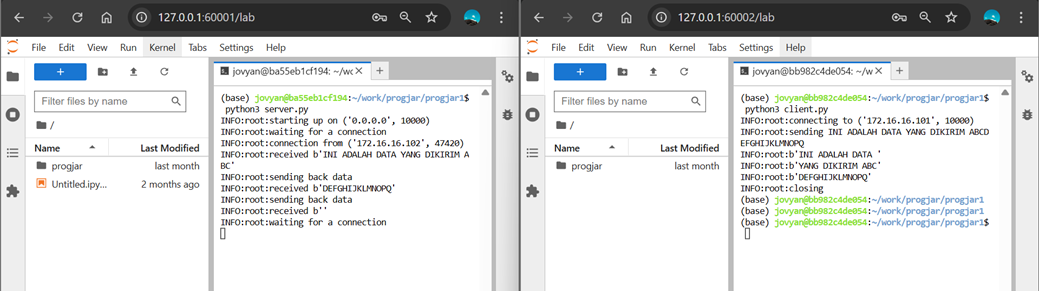 127.0.0.1:60001/lab
File Edit View Run Kernel Tabs Settings Help
+
Filter files by name
/
Name Last Modified
progjar last month
Untitled.ipy... 2 months ago
jovyan@ba55eb1cf194: ~/wo
(base) jovyan@ba55eb1cf194:~/work/progjar/progjar1$
python3 server.py
INFO:root:starting up on ('0.0.0.0', 10000)
INFO:root:waiting for a connection
INFO:root:connection from ('172.16.16.102', 47420)
INFO:root:received b'INI ADALAH DATA YANG DIKIRIM A
BC'
INFO:root:sending back data
INFO:root:received b'DEFGHIJKLMNOPQ'
INFO:root:sending back data
INFO:root:received b''
INFO:root:waiting for a connection
127.0.0.1:60002/lab
File Edit View Run Kernel Tabs Settings Help
+
Filter files by name
/
Name Last Modified
progjar last month
jovyan@bb982c4de054: ~/wo
(base) jovyan@bb982c4de054:~/work/progjar/progjar1$
python3 client.py
INFO:root:connecting to ('172.16.16.101', 10000)
INFO:root:sending INI ADALAH DATA YANG DIKIRIM ABCD
EFGHIJKLMNOPQ
INFO:root:b'INI ADALAH DATA '
INFO:root:b'YANG DIKIRIM ABC'
INFO:root:b'DEFGHIJKLMNOPQ'
INFO:root:closing
(base) jovyan@bb982c4de054:~/work/progjar/progjar1
(base) jovyan@bb982c4de054:~/work/progjar/progjar1
(base) jovyan@bb982c4de054:~/work/progjar/progjar1$